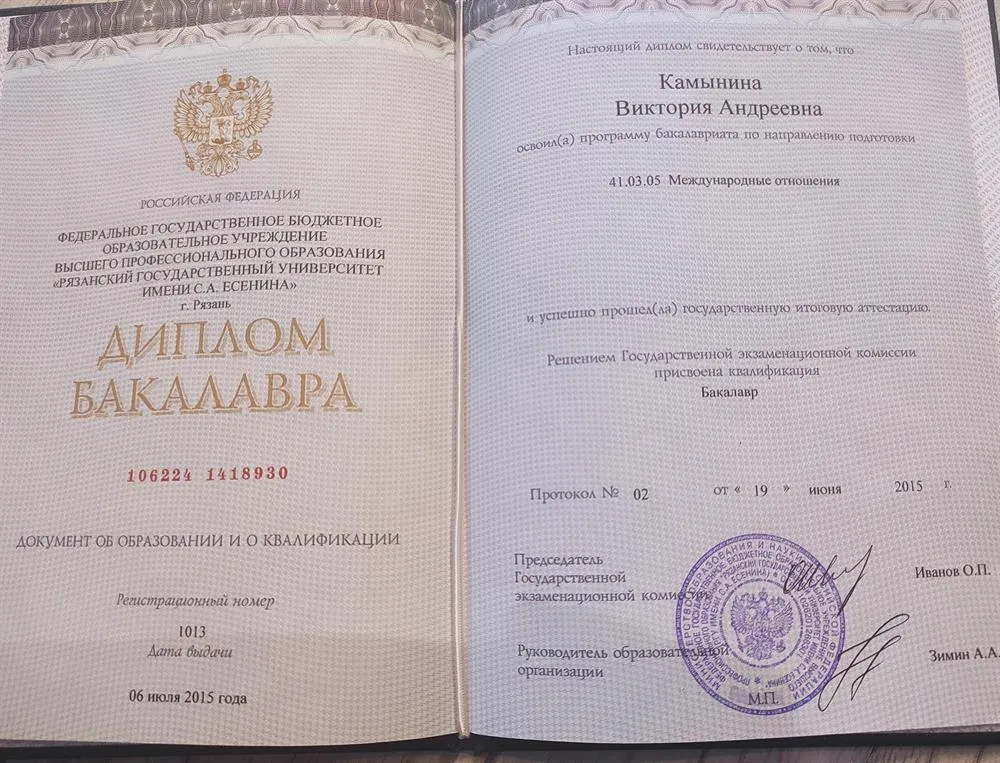 РОССИЙСКАЯ ФЕДЕРАЦИЯ
ФЕДЕРАЛЬНОЕ ГОСУДАРСТВЕННОЕ БЮДЖЕТНОЕ
ОБРАЗОВАТЕЛЬНОЕ УЧРЕЖДЕНИЕ
ВЫСШЕГО ПРОФЕССИОНАЛЬНОГО ОБРАЗОВАНИЯ
«РЯЗАНСКИЙ ГОСУДАРСТВЕННЫЙ УНИВЕРСИТЕТ
ИМЕНИ С.А. ЕСЕНИНА»
г. Рязань
ДИПЛОМ
БАКАЛАВРА
106224 1418930
ДОКУМЕНТ ОБ ОБРАЗОВАНИИ И О КВАЛИФИКАЦИИ
Регистрационный номер
1013
Дата выдачи
06 июля 2015 года
Настоящий диплом свидетельствует о том, что
Камынина
Виктория Андреевна
освоил(а) программу бакалавриата по направлению подготовки
41.03.05 Международные отношения
и успешно прошел(ла) государственную итоговую аттестацию.
Решением Государственной экзаменационной комиссии
присвоена квалификация
Бакалавр
Протокол № 02 от « 19 » июня 2015 г.
Председатель
Государственной
экзаменационной комиссии
Иванов О.П.
Руководитель образовательной
организации
Зимин А.А.
М.П.